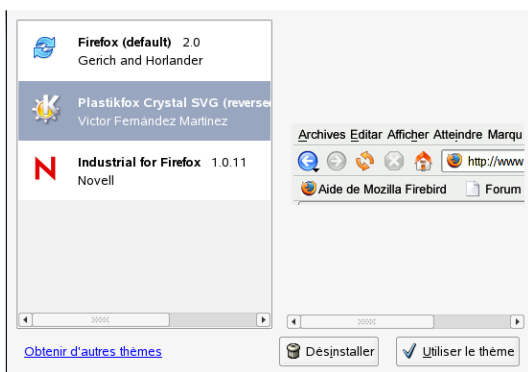 Firefox (default) 2.0
Gerich and Horlander
Plastikfox Crystal SVG (reverse
Víctor Fernández Martínez
Industrial for Firefox 1.0.11
Novell
Archives Editar Afficher Atteindre Marqu
http://www
Aide de Mozilla Firebird Forum
Obtenir d'autres thèmes
Désinstaller
Utiliser le thème